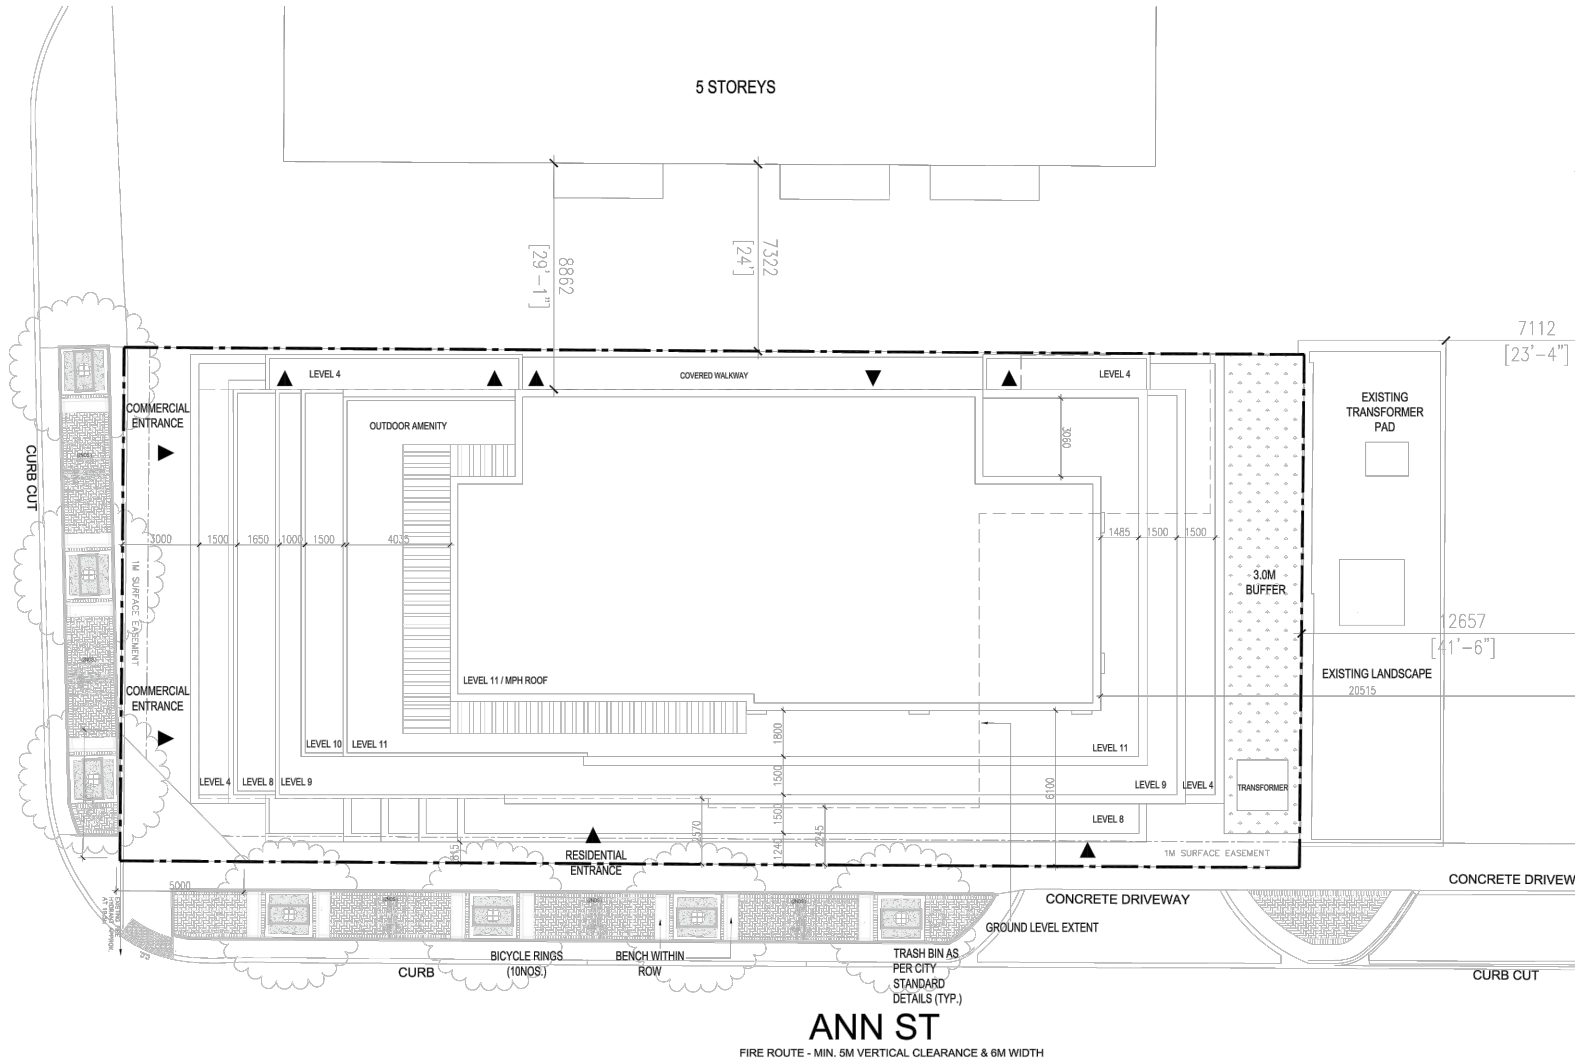 5 STOREYS
8862
[29'-1"]
7322
[24']
7112
[23'-4"]
LEVEL 4
COVERED WALKWAY
LEVEL 4
COMMERCIAL
ENTRANCE
OUTDOOR AMENITY
EXISTING
TRANSFORMER
PAD
CURB CUT
3060
3000
1500
1650
1000
1500
4035
1485
1500
1500
1M SURFACE EASEMENT
3.0M
BUFFER
12657
[41'-6"]
COMMERCIAL
ENTRANCE
LEVEL 11 / MPH ROOF
EXISTING LANDSCAPE
20515
LEVEL 10
LEVEL 11
1800
LEVEL 11
LEVEL 4
LEVEL 8
LEVEL 9
1500
6100
LEVEL 9
LEVEL 4
TRANSFORMER
1500
2245
LEVEL 8
RESIDENTIAL
ENTRANCE
1M SURFACE EASEMENT
5000
CONCRETE DRIVEW
CONCRETE DRIVEWAY
GROUND LEVEL EXTENT
BICYCLE RINGS
(10NOS.)
BENCH WITHIN
ROW
TRASH BIN AS
PER CITY
STANDARD
DETAILS (TYP.)
CURB
CURB CUT
ANN ST
FIRE ROUTE - MIN. 5M VERTICAL CLEARANCE & 6M WIDTH